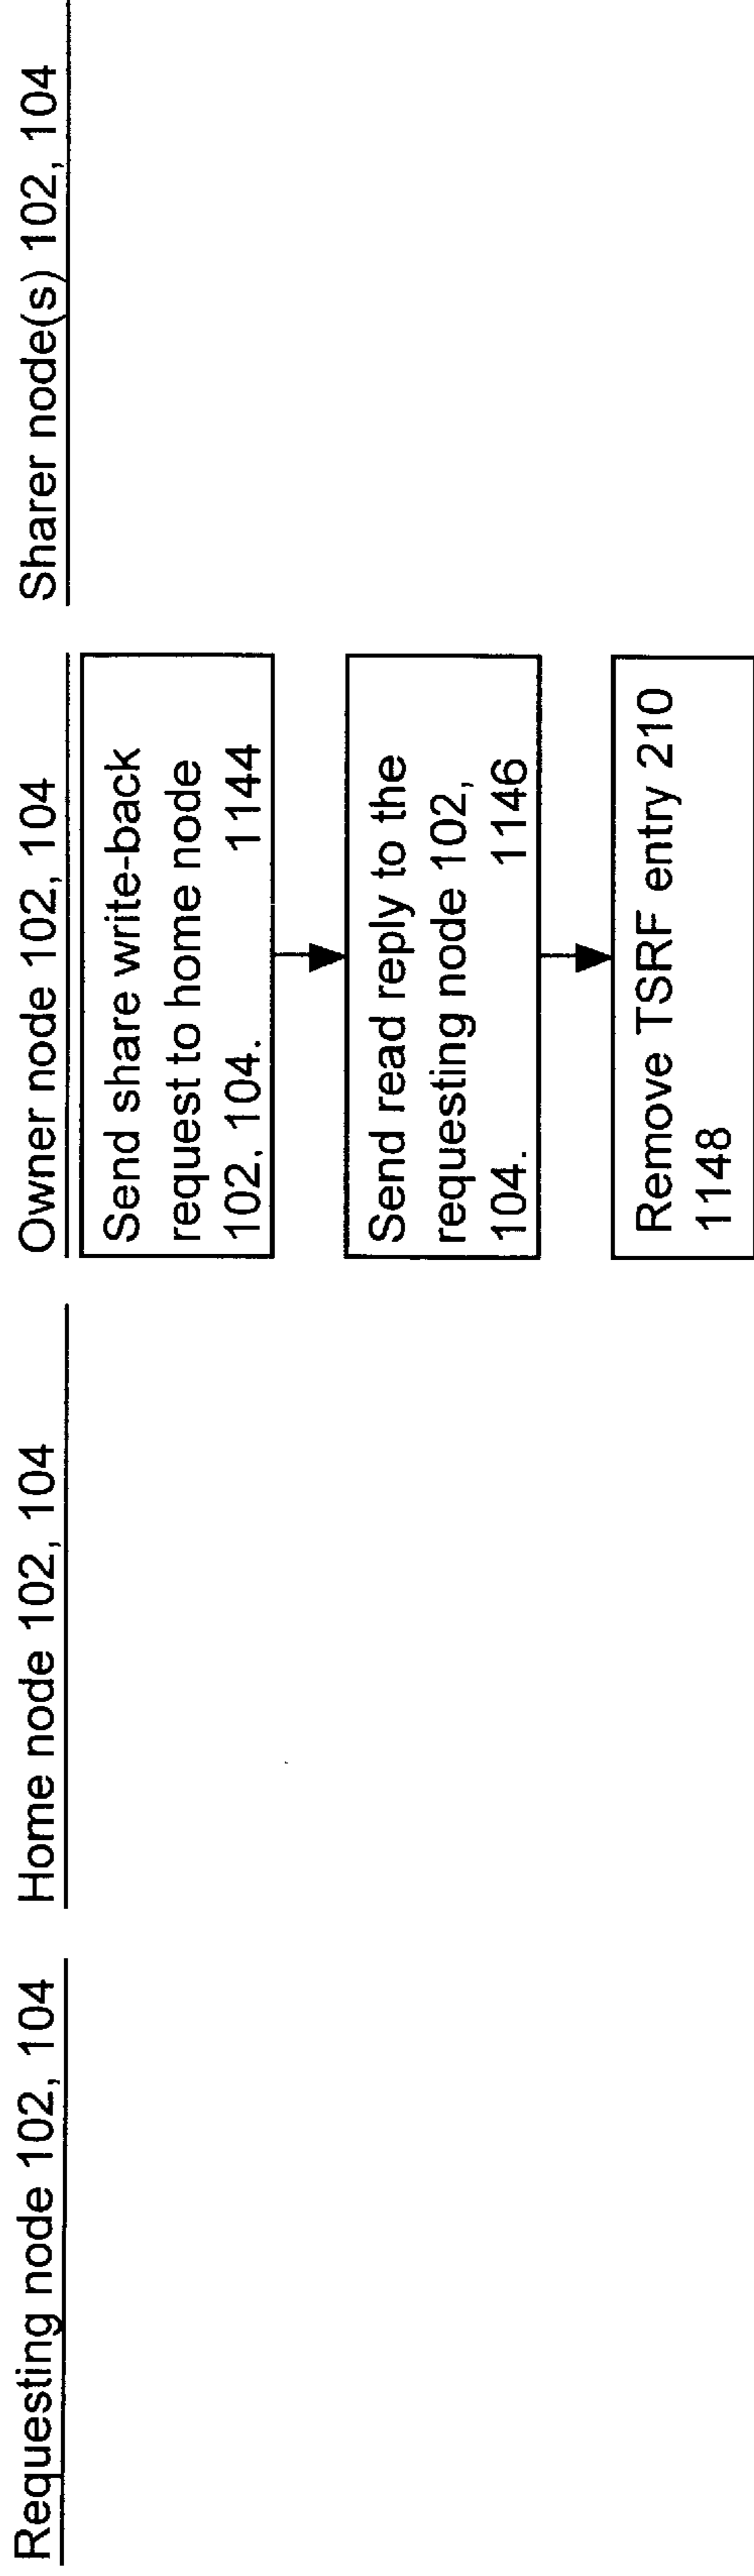 Requesting node 102, 104
Home node 102, 104
Owner node 102, 104
Sharer node(s) 102, 104
Send share write-back
request to home node
102, 104. 1144
Send read reply to the
requesting node 102,
104. 1146
Remove TSRF entry 210
1148